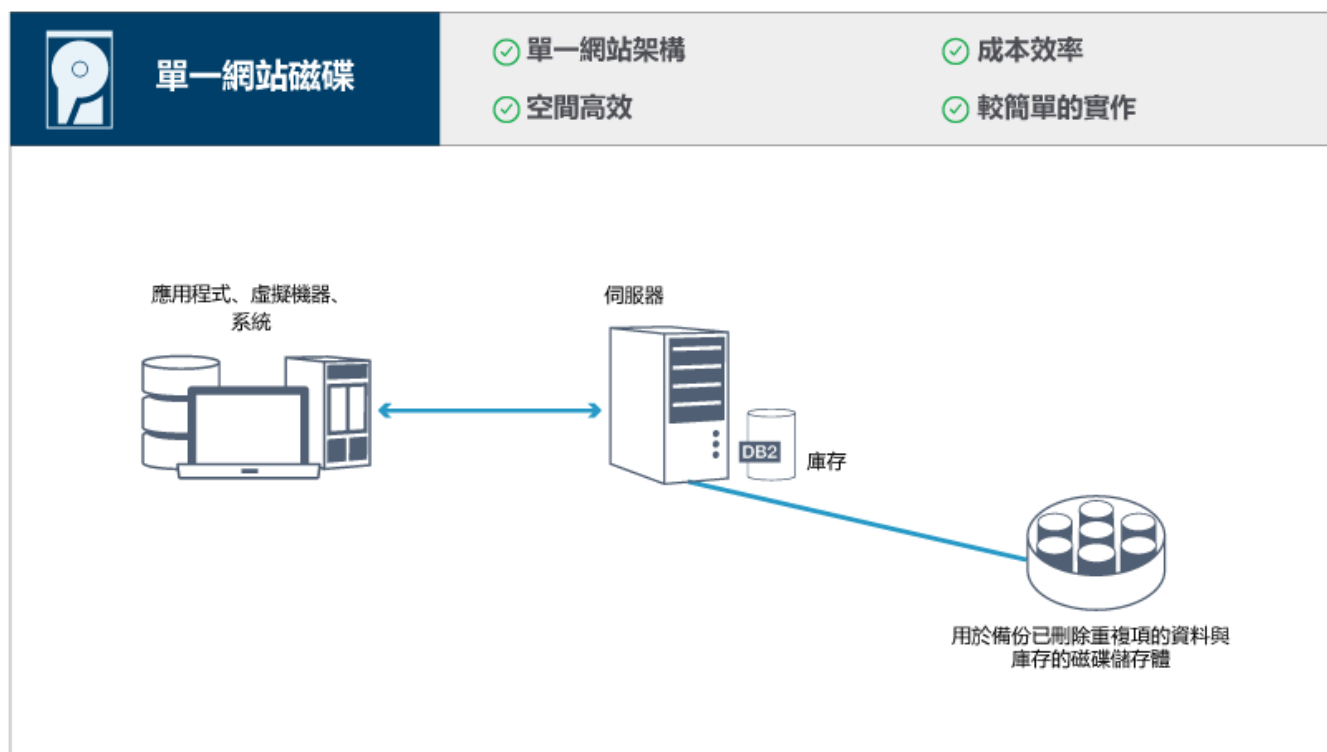 單一網站磁碟
單一網站架構
成本效率
空間高效
較簡單的實作
應用程式、虛擬機器、
系統
伺服器
DB2
庫存
用於備份已刪除重複項的資料與
庫存的磁碟儲存體